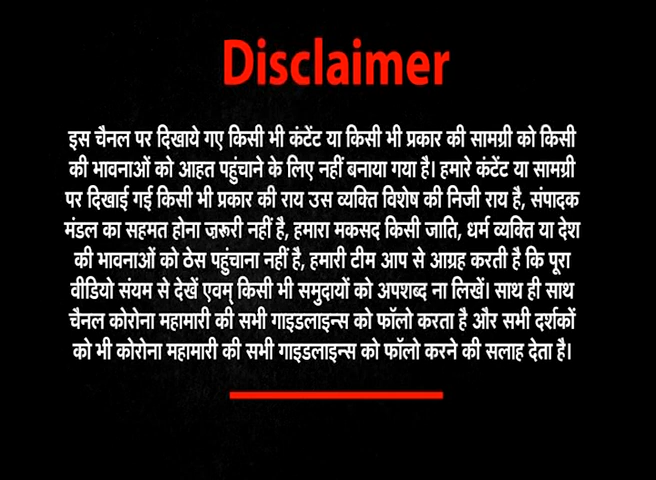 Disclaimer
इस चैनल पर दिखाये गए किसी भी कंटेंट या किसी भी प्रकार की सामग्री को किसी
की भावनाओं को आहत पहुंचाने के लिए नहीं बनाया गया है। हमारे कंटेंट या सामग्री
पर दिखाई गई किसी भी प्रकार की राय उस व्यक्ति विशेष की निजी राय है, संपादक
मंडल का सहमत होना ज़रूरी नहीं है, हमारा मकसद किसी जाति, धर्म व्यक्ति या देश
की भावनाओं को ठेस पहुंचाना नहीं है, हमारी टीम आप से आग्रह करती है कि पूरा
वीडियो संयम से देखें एवम् किसी भी समुदायों को अपशब्द ना लिखें। साथ ही साथ
चैनल कोरोना महामारी की सभी गाइडलाइन्स को फॉलो करता है और सभी दर्शकों
को भी कोरोना महामारी की सभी गाइडलाइन्स को फॉलो करने की सलाह देता है।